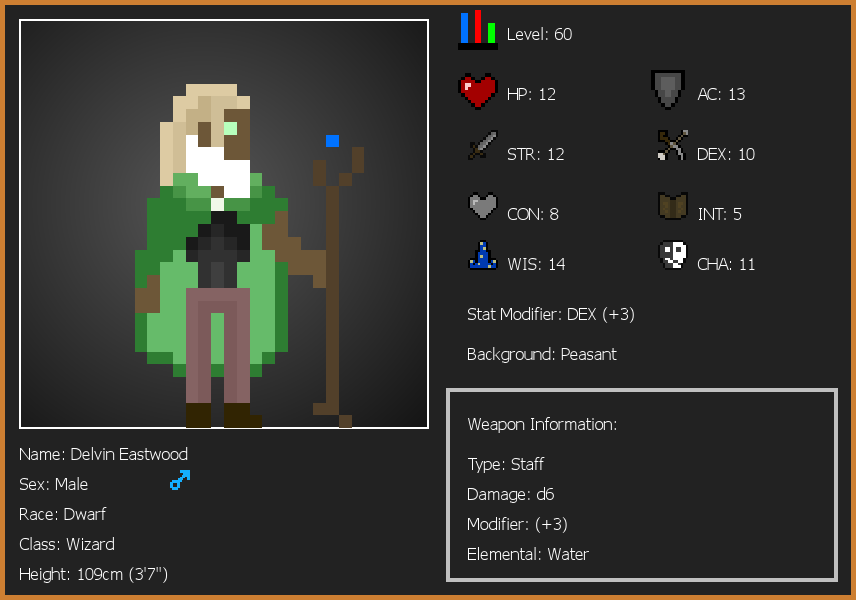 Level: 60
HP: 12
AC: 13
STR: 12
DEX: 10
CON: 8
INT: 5
WIS: 14
CHA: 11
Stat Modifier: DEX (+3)
Background: Peasant
Weapon Information:
Type: Staff
Damage: d6
Modifier: (+3)
Elemental: Water
Name: Delvin Eastwood
Sex: Male
Race: Dwarf
Class: Wizard
Height: 109cm (3'7")